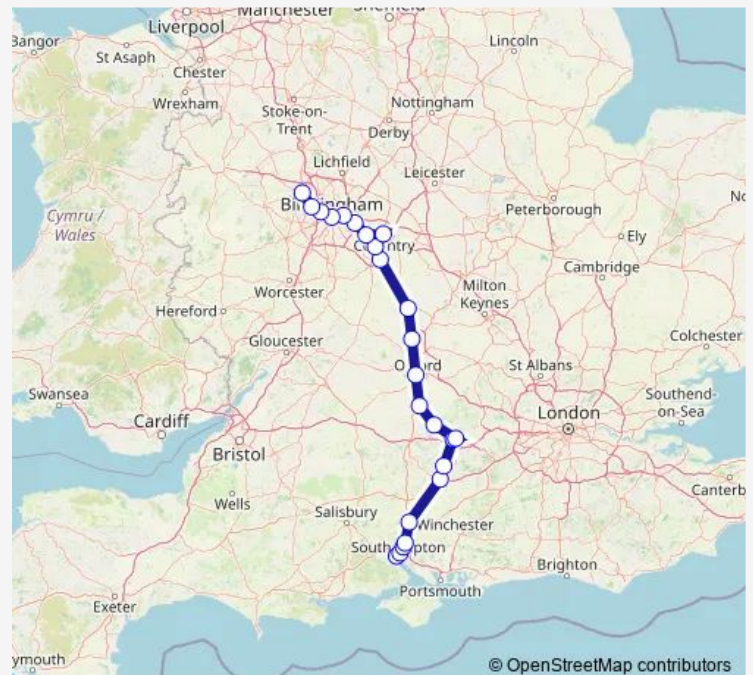 Manchester
Liverpool
Bangor
St Asaph
Lincoln
Chester
Wrexham
Stoke-on-
Trent
Nottingham
Derby
Lichfield
Leicester
Peterborough
Cymru /
Wales
Ely
Cambridge
Worcester
Milton
Keynes
Hereford
Gloucester
Colchester
St Albans
Swansea
Southend-
on-Sea
Cardiff
London
Bristol
Wells
Salisbury
Winchester
Brighton
Portsmouth
Exeter
© OpenStreetMap contributors